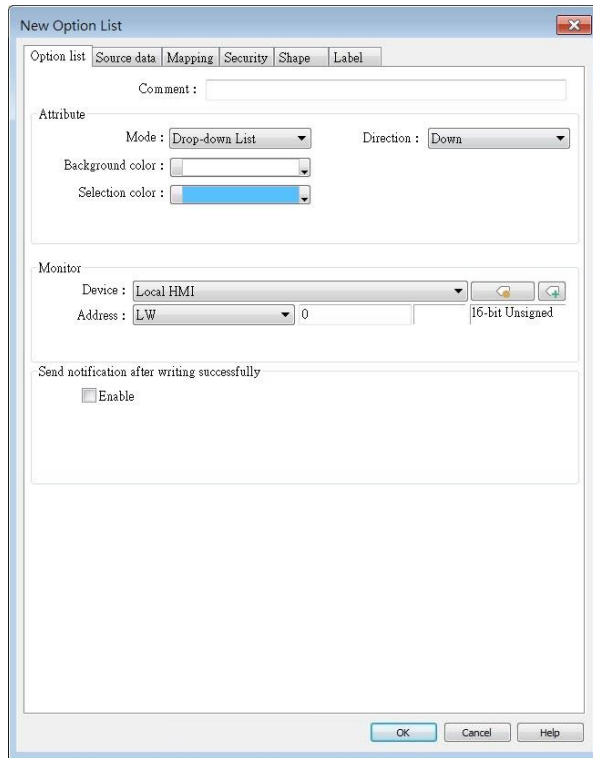 New Option List
Option list Source data Mapping Security Shape Label
Comment :
Attribute
Mode : Drop-down List Direction : Down
Background color :
Selection color :
Monitor
Device : Local HMI
Address : LW 0 16-bit Unsigned
Send notification after writing successfully
Enable
OK Cancel Help